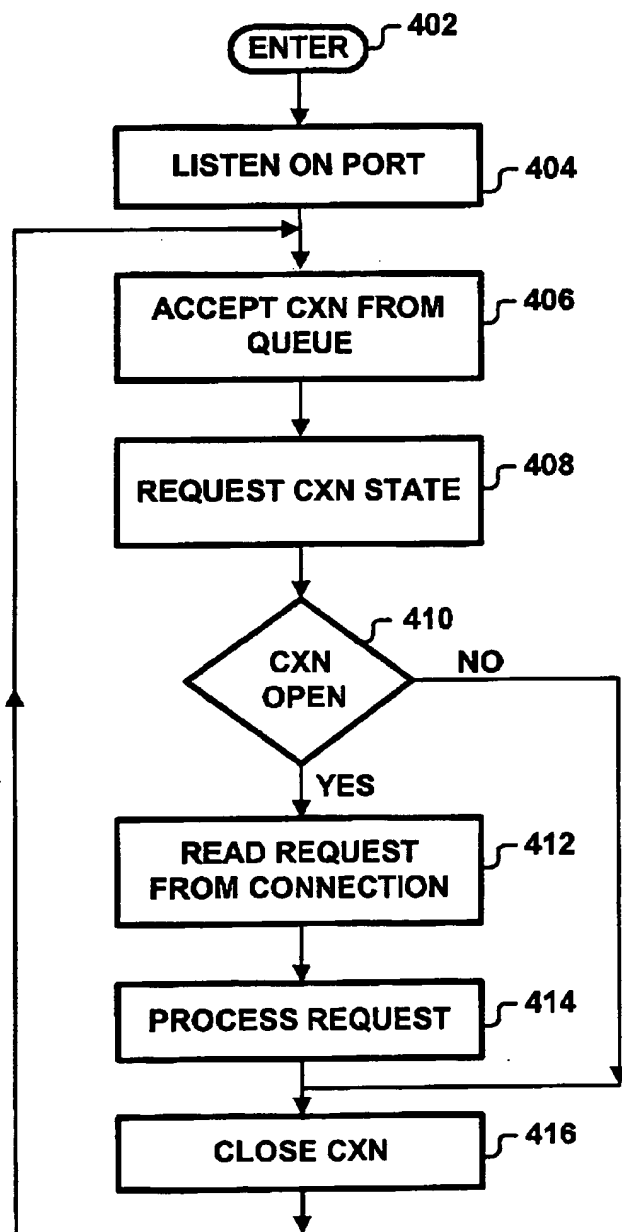 ENTER
402
LISTEN ON PORT
404
ACCEPT CXN FROM
QUEUE
406
REQUEST CXN STATE
408
CXN
OPEN
410
NO
YES
READ REQUEST
FROM CONNECTION
412
PROCESS REQUEST
414
CLOSE CXN
416